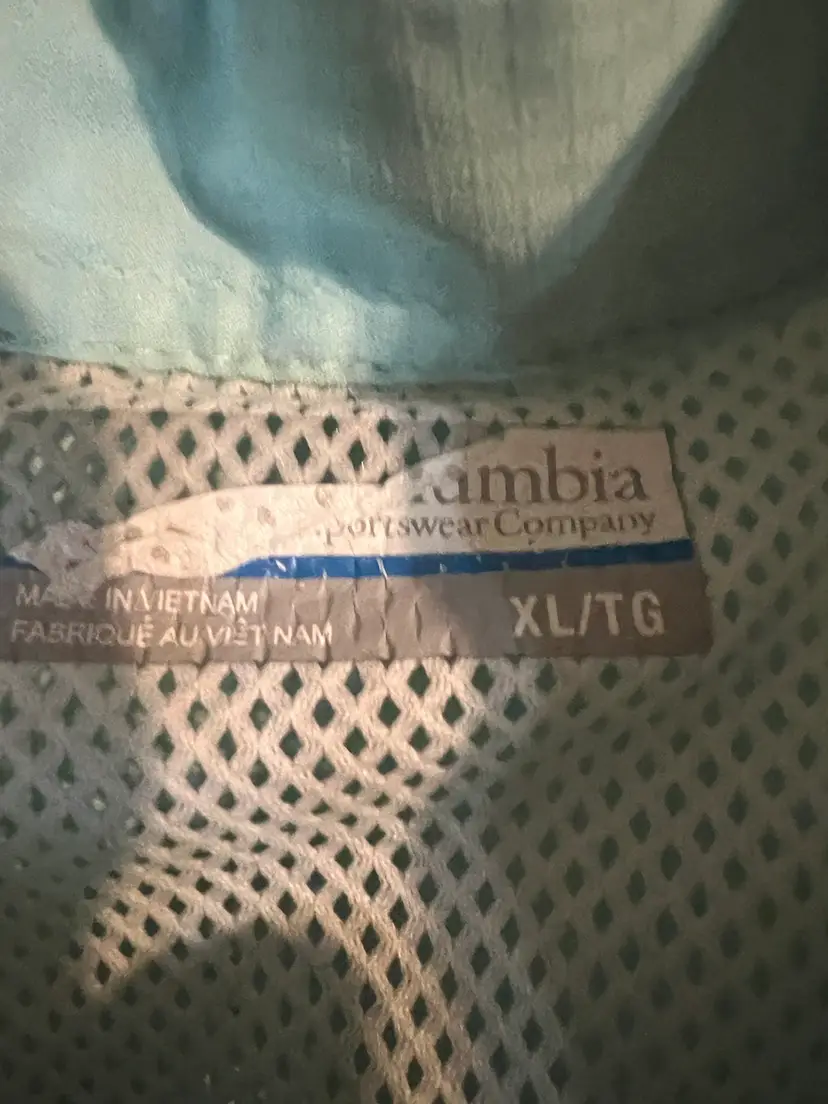 umbia
portswear Company
MADE IN VIETNAM
FABRIQUÉ AU VIÊT NAM
XL/TG